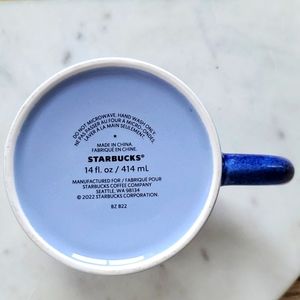 DO NOT MICROWAVE. HAND WASH ONLY.
NE PAS PASSER AU FOUR À MICRO-ONDES.
LAVER À LA MAIN SEULEMENT.
MADE IN CHINA.
FABRIQUÉ EN CHINE.
STARBUCKS®
14 fl. oz / 414 mL
MANUFACTURED FOR / FABRIQUÉ POUR
STARBUCKS COFFEE COMPANY
SEATTLE, WA 98134
© 2022 STARBUCKS CORPORATION.
BZ B22